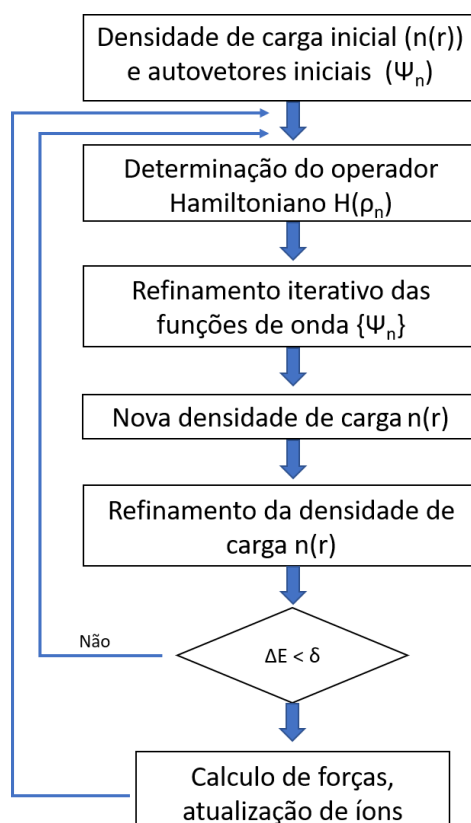 Densidade de carga inicial (n(r))
e autovetores iniciais (Ψn)
Determinação do operador
Hamiltoniano H(ρn)
Refinamento iterativo das
funções de onda {Ψn}
Nova densidade de carga n(r)
Refinamento da densidade de
carga n(r)
Não
ΔE < δ
Calculo de forças,
atualização de íons